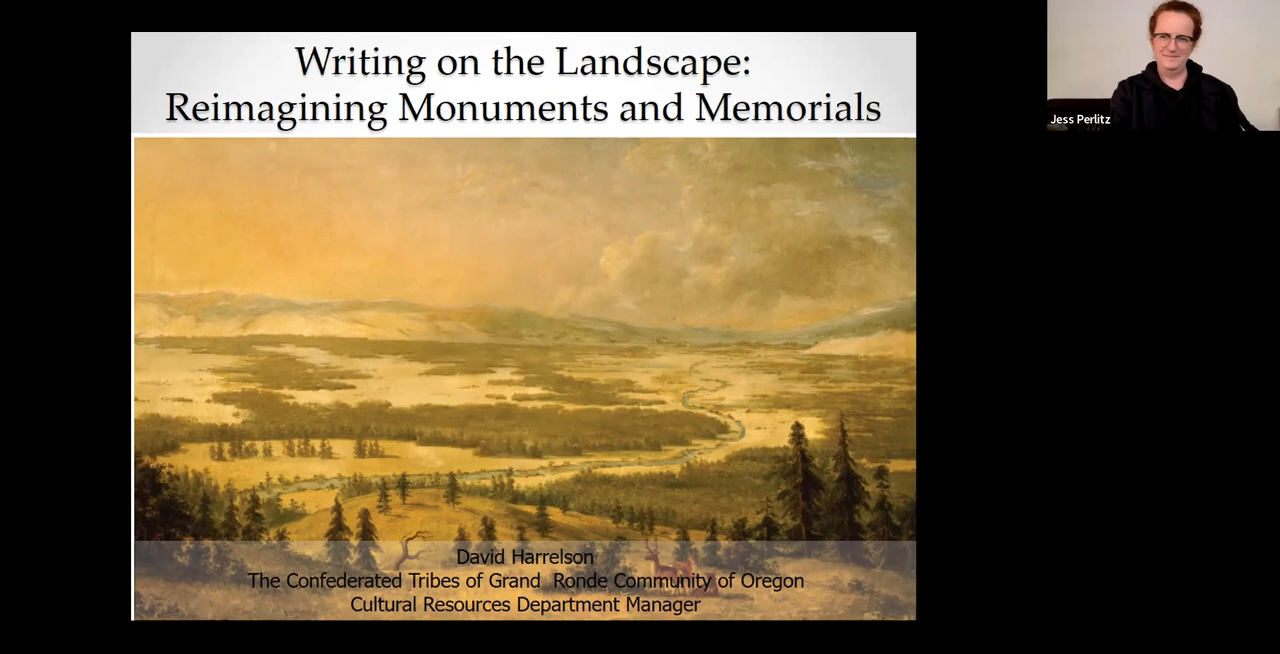 Writing on the Landscape:
Reimagining Monuments and Memorials
Jess Perlitz
David Harrelson
The Confederated Tribes of Grand  Ronde Community of Oregon
Cultural Resources Department Manager